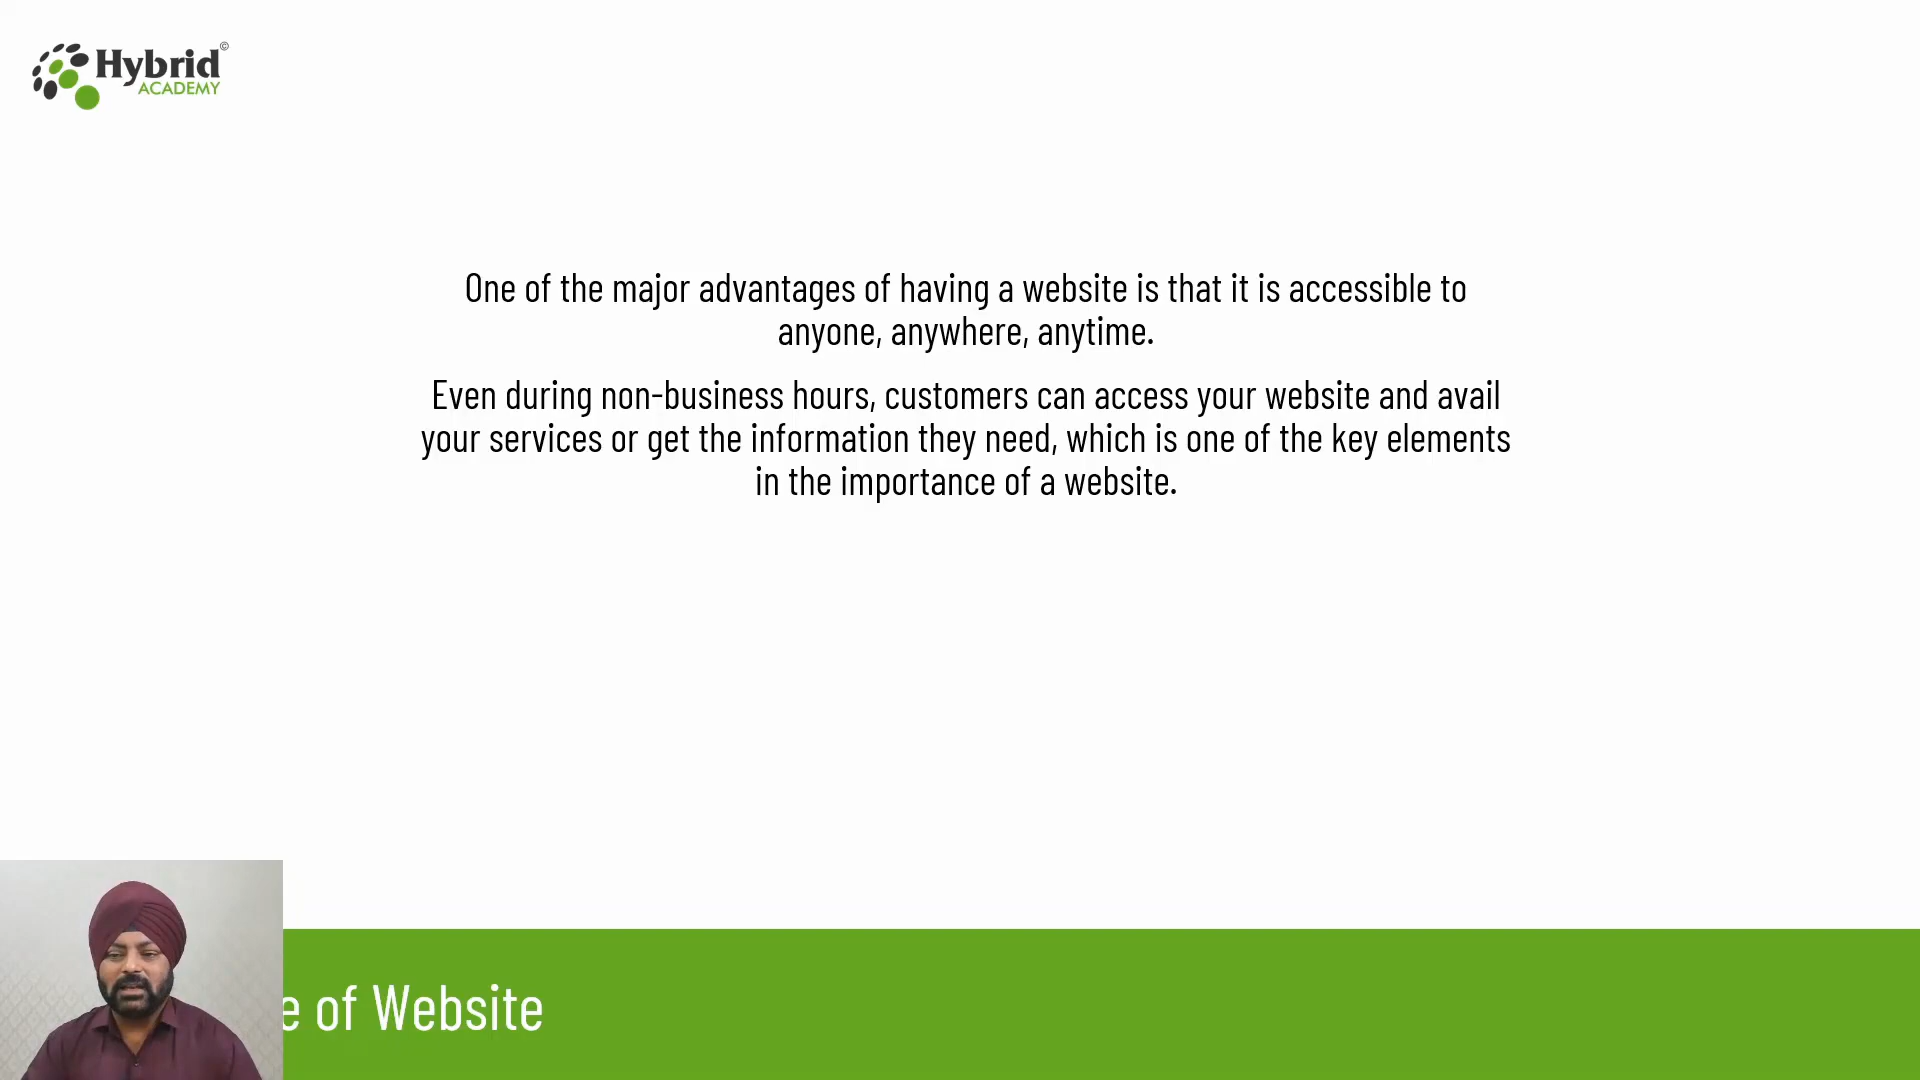 Hybrid©
ACADEMY
One of the major advantages of having a website is that it is accessible to
anyone, anywhere, anytime.
Even during non-business hours, customers can access your website and avail
your services or get the information they need, which is one of the key elements
in the importance of a website.
e of Website